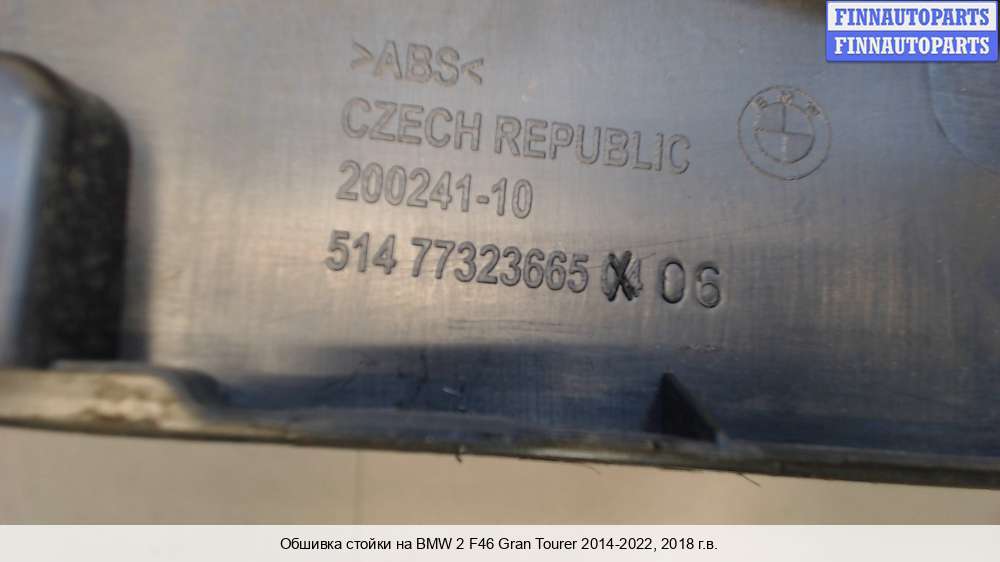 FINNAUTOPARTS
FINNAUTOPARTS
>ABS<
BMW
CZECH REPUBLIC
200241-10
514 77323665 06
Обшивка стойки на BMW 2 F46 Gran Tourer 2014-2022, 2018 г.в.